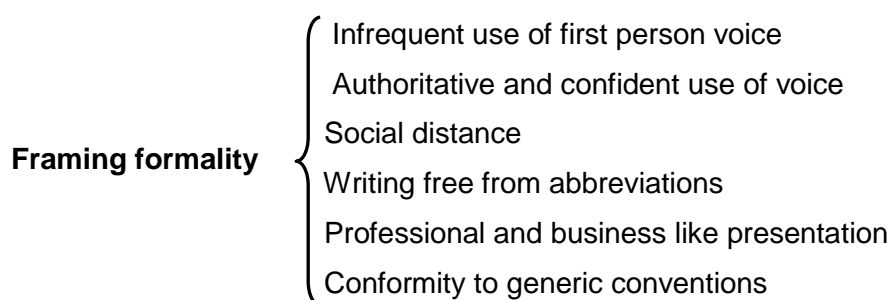 Infrequent use of first person voice
Authoritative and confident use of voice
Social distance
Framing formality
Writing free from abbreviations
Professional and business like presentation
Conformity to generic conventions